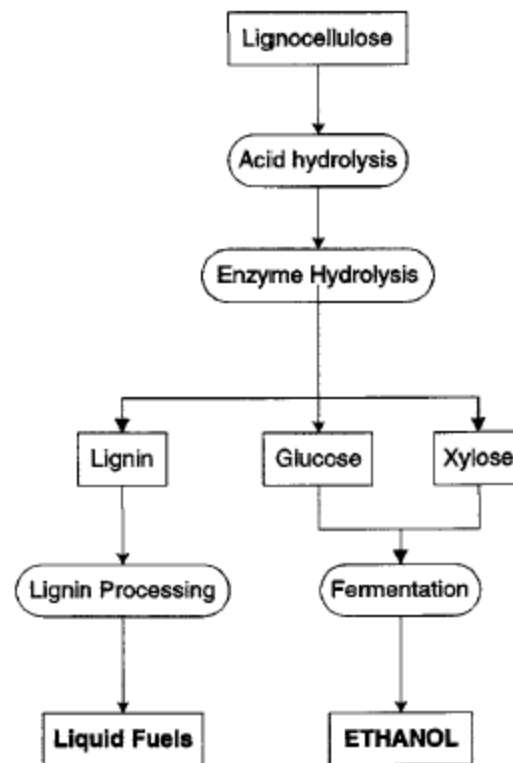 Lignocellulose
Acid hydrolysis
Enzyme Hydrolysis
Lignin
Glucose
Xylose
Lignin Processing
Fermentation
Liquid Fuels
ETHANOL